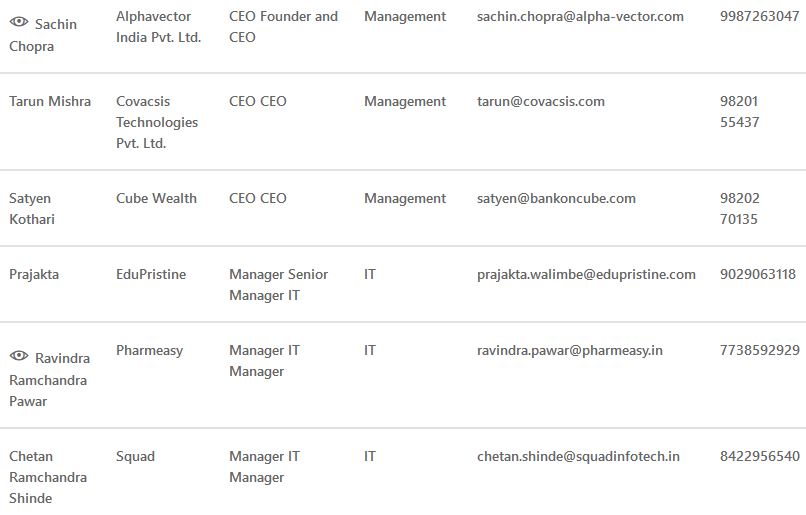 Sachin Alphavector CEO Founder and Management sachin.chopra@alpha-vector.com 9987263047
Chopra India Pvt. Ltd. CEO
Tarun Mishra Covacsis CEO CEO Management tarun@covacsis.com 98201
Technologies 55437
Pvt. Ltd.
Satyen Cube Wealth CEO CEO Management satyen@bankoncube.com 98202
Kothari 70135
Prajakta EduPristine Manager Senior IT prajakta.walimbe@edupristine.com 9029063118
Manager IT
Ravindra Pharmeasy Manager IT IT ravindra.pawar@pharmeasy.in 7738592929
Ramchandra Manager
Pawar
Chetan Squad Manager IT IT chetan.shinde@squadinfotech.in 8422956540
Ramchandra Manager
Shinde